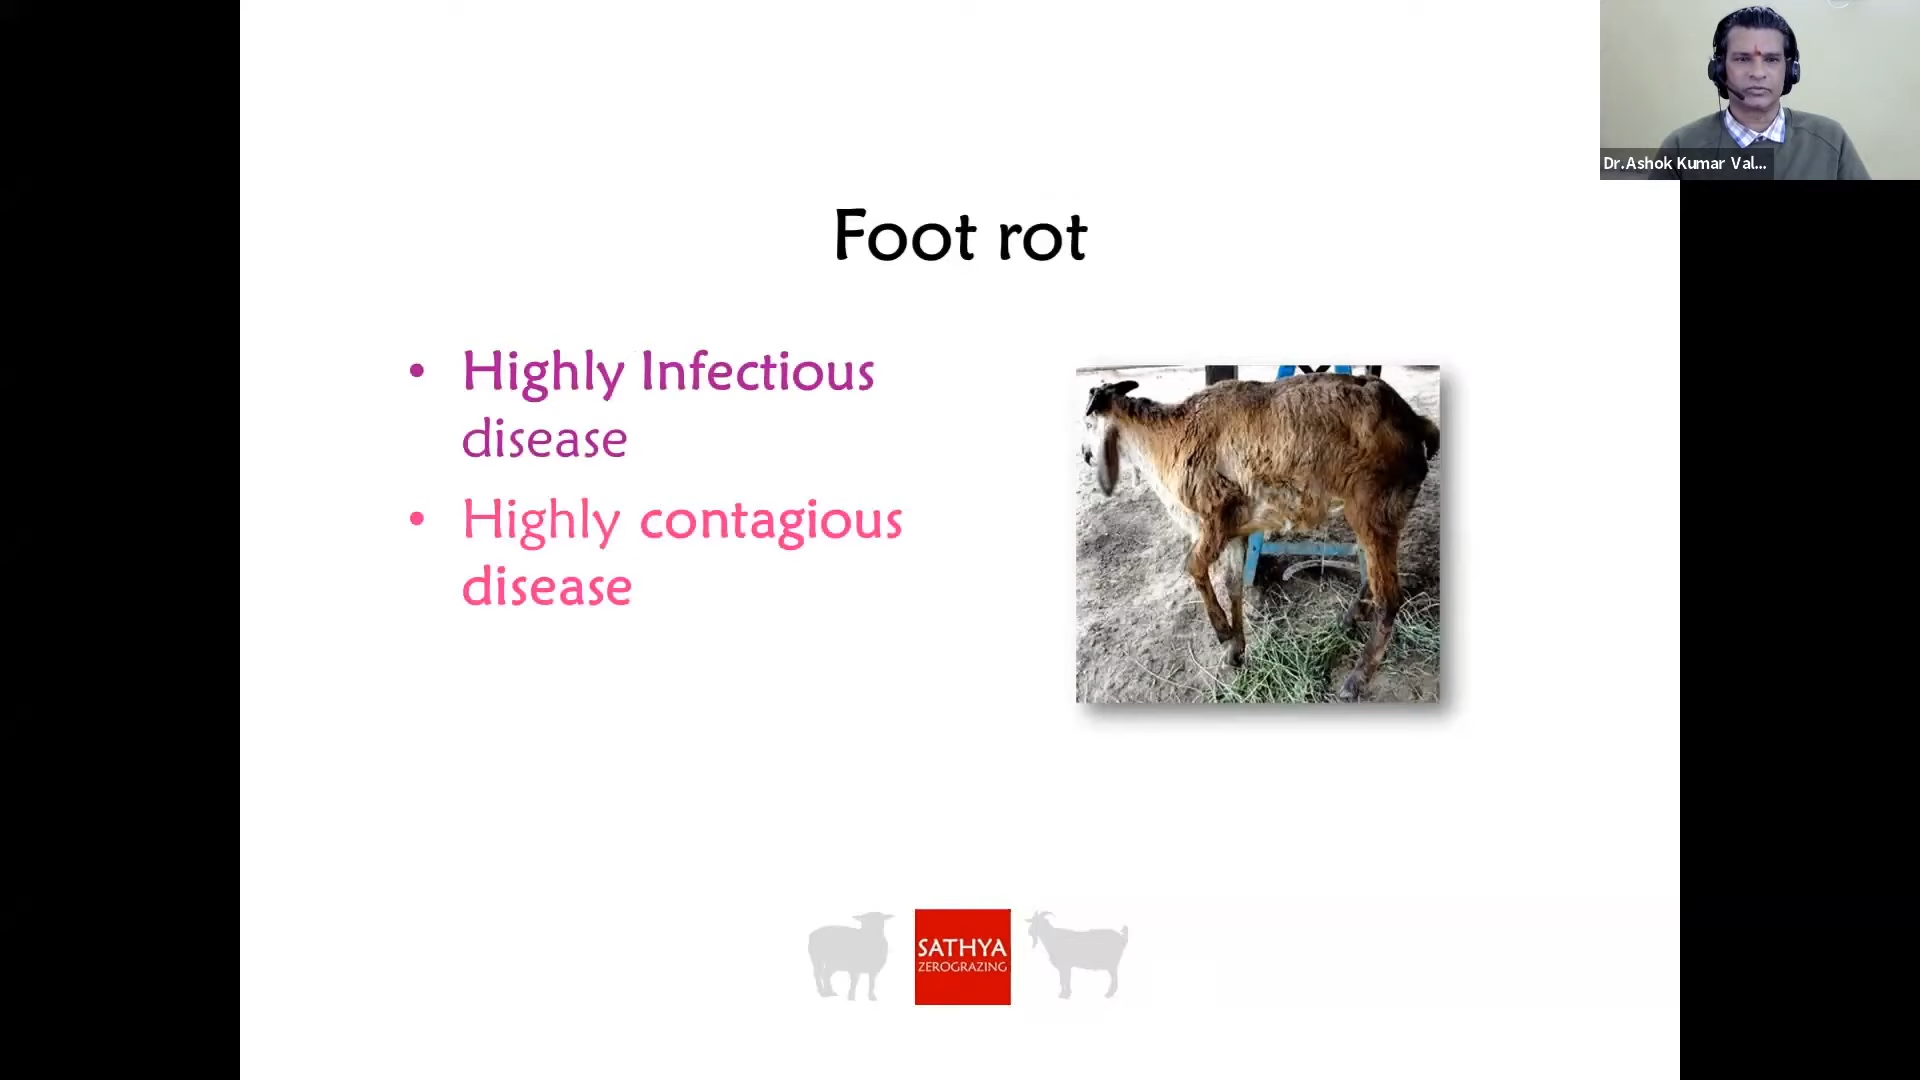 Dr.Ashok Kumar Val...
Foot rot
• Highly Infectious
disease
• Highly contagious
disease
SATHYA
ZEROGRAZING